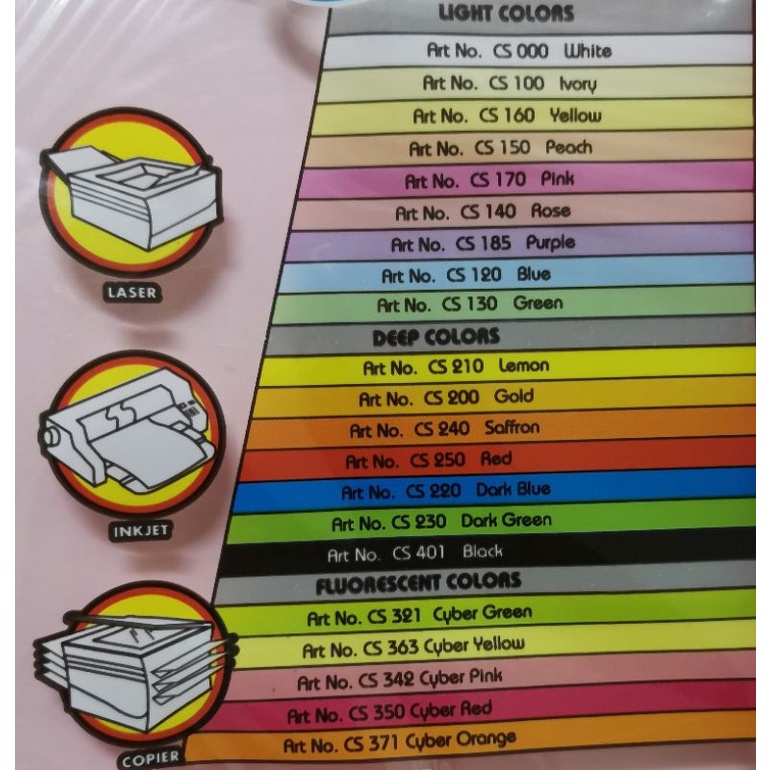 LIGHT COLORS
Art No. CS 000 White
Art No. CS 100 Ivory
Art No. CS 160 Yellow
Art No. CS 150 Peach
Art No. CS 170 Pink
Art No. CS 140 Rose
Art No. CS 185 Purple
Art No. CS 120 Blue
Art No. CS 130 Green
DEEP COLORS
Art No. CS 210 Lemon
Art No. CS 200 Gold
Art No. CS 240 Saffron
Art No. CS 250 Red
Art No. CS 220 Dark Blue
Art No. CS 230 Dark Green
Art No. CS 401 Black
FLUORESCENT COLORS
Art No. CS 321 Cyber Green
Art No. CS 363 Cyber Yellow
Art No. CS 342 Cyber Pink
Art No. CS 350 Cyber Red
Art No. CS 371 Cyber Orange
LASER
INKJET
COPIER